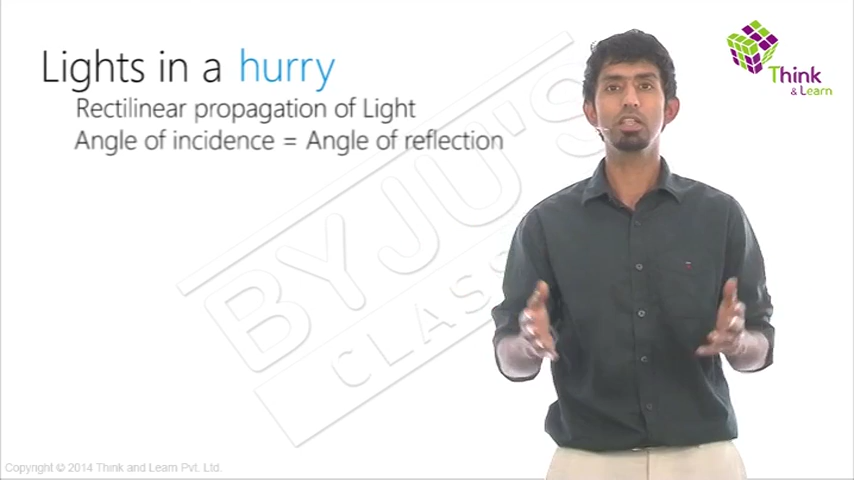 Lights in a hurry
Rectilinear propagation of Light
Angle of incidence = Angle of reflection
Think
& Learn
BYJU'S
CLASS
Copyright © 2014 Think and Learn Pvt. Ltd.